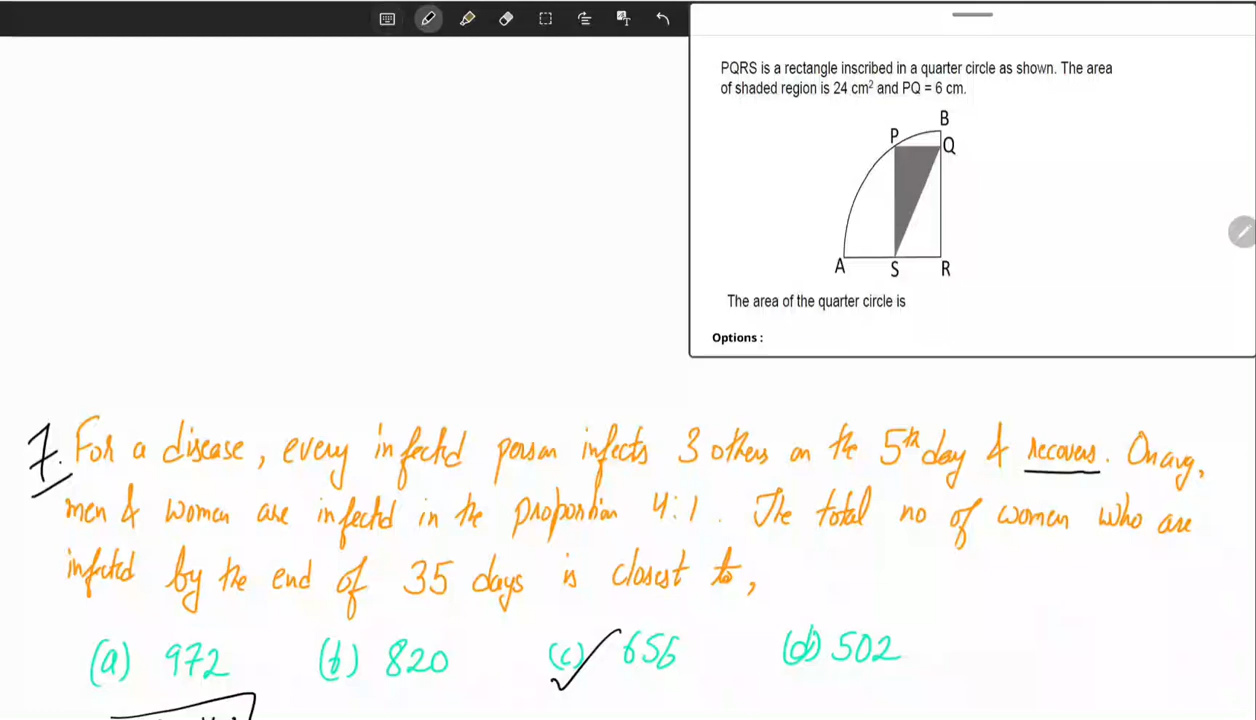 PQRS is a rectangle inscribed in a quarter circle as shown. The area
of shaded region is 24 cm² and PQ = 6 cm.
B
P
Q
A
S
R
The area of the quarter circle is
Options :
7. For a disease, every infectd person infects 3 others on the 5th day & recovers. On avg,
men & women are infectd in the proportion 4:1. The total no of women who are
infected by the end of 35 days is closest to,
(a) 972 (b) 820 (c) 656 (d) 502